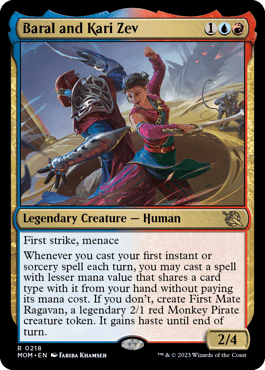 Baral and Kari Zev 1
Legendary Creature — Human
First strike, menace
Whenever you cast your first instant or
sorcery spell each turn, you may cast a spell
with lesser mana value that shares a card
type with it from your hand without paying
its mana cost. If you don't, create First Mate
Ragavan, a legendary 2/1 red Monkey Pirate
creature token. It gains haste until end of
turn.
2/4
R 0218
MOM • EN Fariba Khamseh
™ & © 2023 Wizards of the Coast